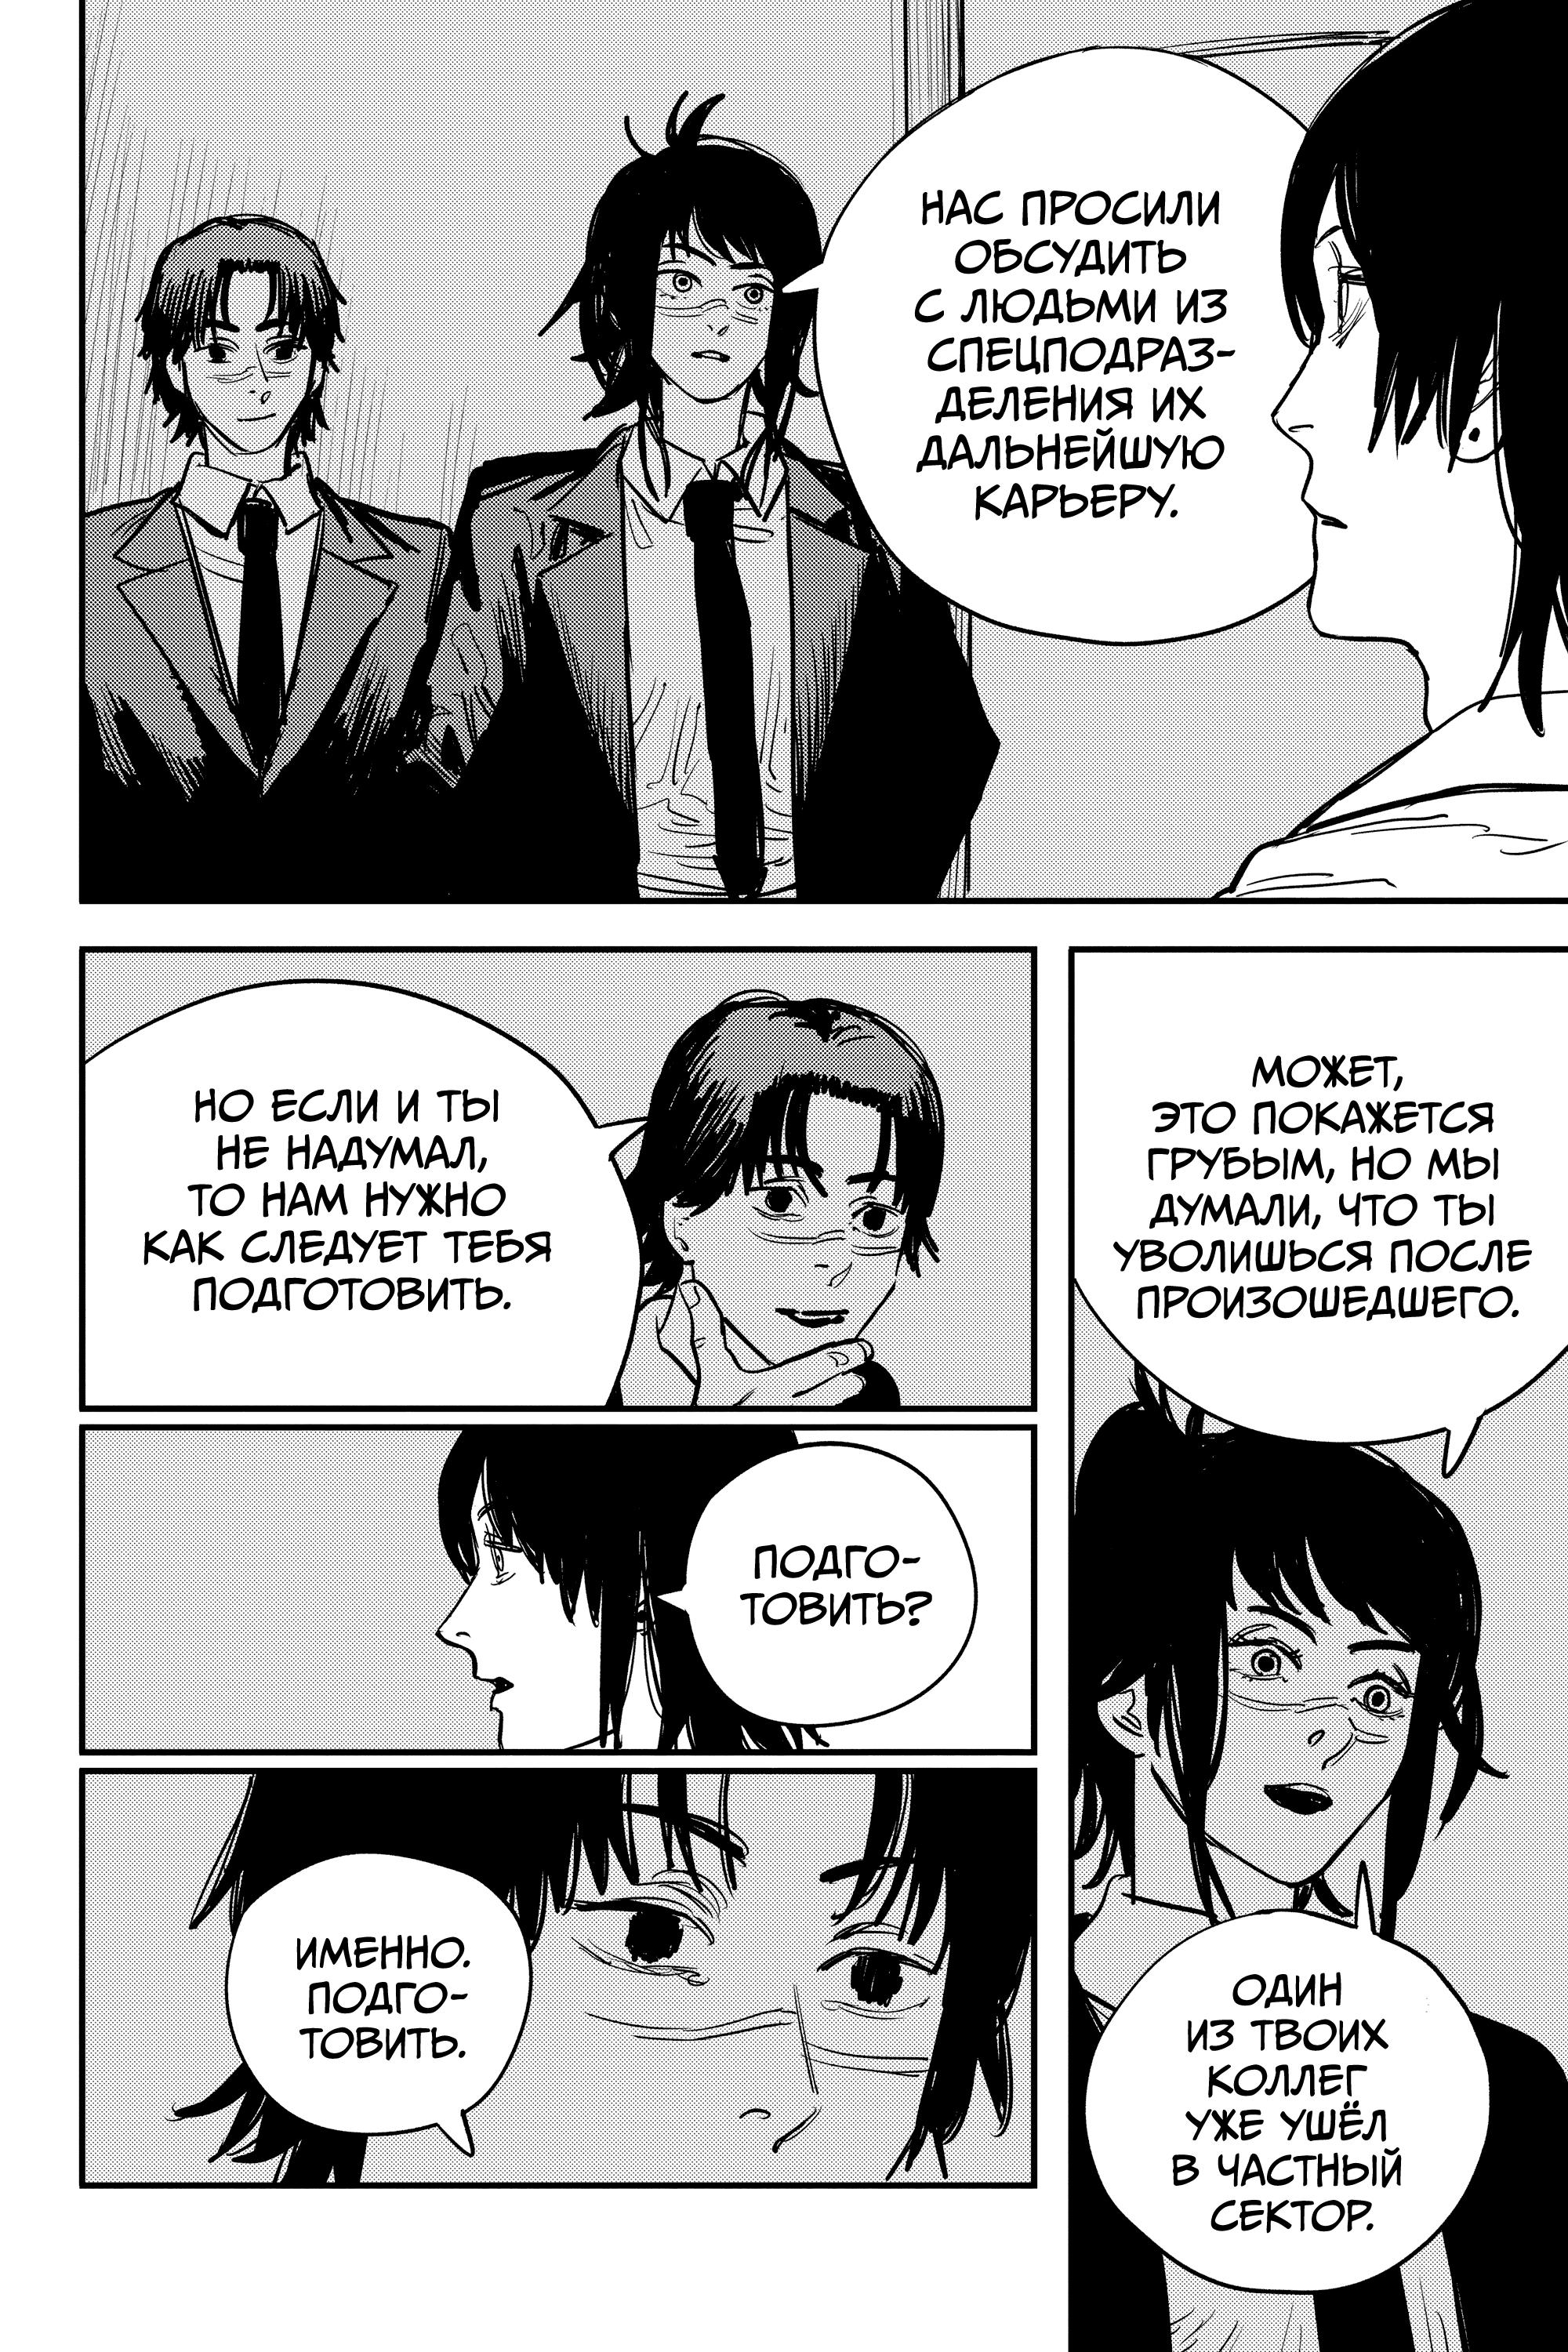 НАС ПРОСИЛИ
ОБСУДИТЬ
С ЛЮДЬМИ ИЗ
СПЕЦПОДРАЗ-
ДЕЛЕНИЯ ИХ
ДАЛЬНЕЙШУЮ
КАРЬЕРУ.
МОЖЕТ,
ЭТО ПОКАЖЕТСЯ
ГРУБЫМ, НО МЫ
ДУМАЛИ, ЧТО ТЫ
УВОЛИШЬСЯ ПОСЛЕ
ПРОИЗОШЕДШЕГО.
ОДИН
ИЗ ТВОИХ
КОЛЛЕГ
УЖЕ УШЁЛ
В ЧАСТНЫЙ
СЕКТОР.
НО ЕСЛИ И ТЫ
НЕ НАДУМАЛ,
ТО НАМ НУЖНО
КАК СЛЕДУЕТ ТЕБЯ
ПОДГОТОВИТЬ.
ПОДГО-
ТОВИТЬ?
ИМЕННО.
ПОДГО-
ТОВИТЬ.